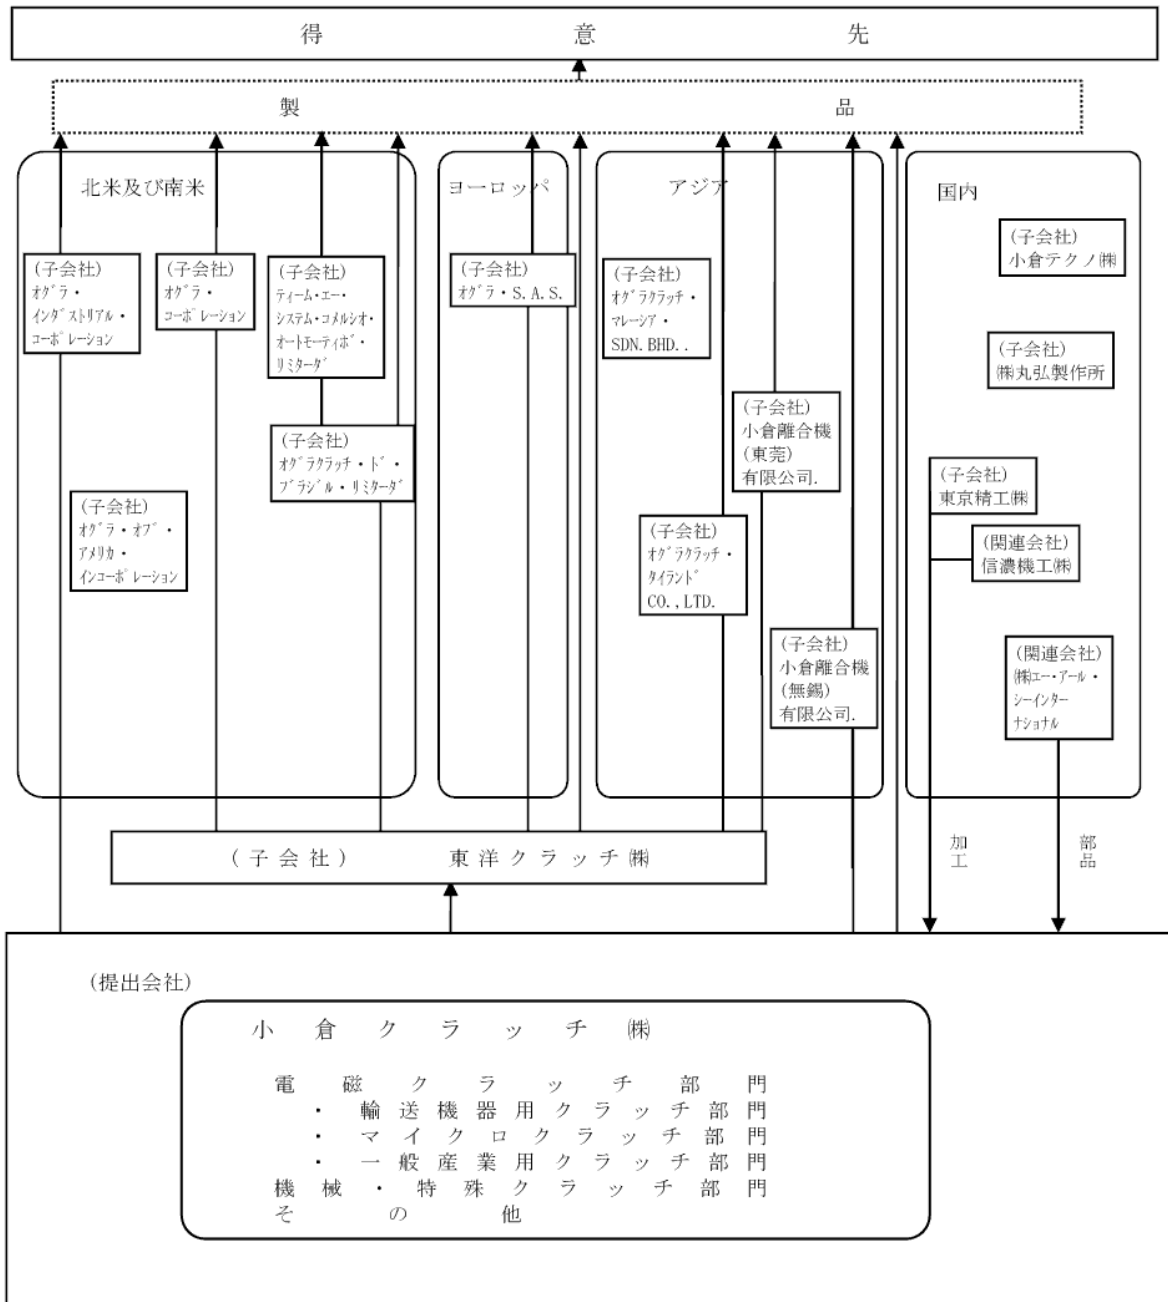 得意先
製品
北米及び南米
ヨーロッパ
アジア
国内
(子会社)
小倉テクノ㈱
(子会社)
ｵｸﾞﾗ・
ｲﾝﾀﾞｽﾄﾘｱﾙ・
ｺｰﾎﾟﾚｰｼｮﾝ
(子会社)
ｵｸﾞﾗ・
ｺｰﾎﾟﾚｰｼｮﾝ
(子会社)
ﾃｨｰﾑ・ｴｰ・
ｼｽﾃﾑ・ｺﾒﾙｼｵ・
ｵｰﾄﾓｰﾃｨﾎﾞ・
ﾘﾐﾀｰﾀﾞ
(子会社)
ｵｸﾞﾗ・S.A.S.
(子会社)
ｵｸﾞﾗｸﾗｯﾁ・
ﾏﾚｰｼｱ・
SDN.BHD..
(子会社)
㈱丸弘製作所
(子会社)
小倉離合機
(東莞)
有限公司.
(子会社)
ｵｸﾞﾗｸﾗｯﾁ・ﾄﾞ・
ﾌﾞﾗｼﾞﾙ・ﾘﾐﾀｰﾀﾞ
(子会社)
東京精工㈱
(子会社)
ｵｸﾞﾗ・ｵﾌﾞ・
ｱﾒﾘｶ・
ｲﾝｺｰﾎﾟﾚｰｼｮﾝ
(子会社)
ｵｸﾞﾗｸﾗｯﾁ・
ﾀｲﾗﾝﾄﾞ
CO.,LTD.
(関連会社)
信濃機工㈱
(子会社)
小倉離合機
(無錫)
有限公司.
(関連会社)
㈱ｴｰ・ｱｰﾙ・
ｼｰｲﾝﾀｰ
ﾅｼｮﾅﾙ
(子会社) 東洋クラッチ㈱
加工
部品
(提出会社)
小倉クラッチ㈱
電磁クラッチ部門
・輸送機器用クラッチ部門
・マイクロクラッチ部門
・一般産業用クラッチ部門
機械・特殊クラッチ部門
その他